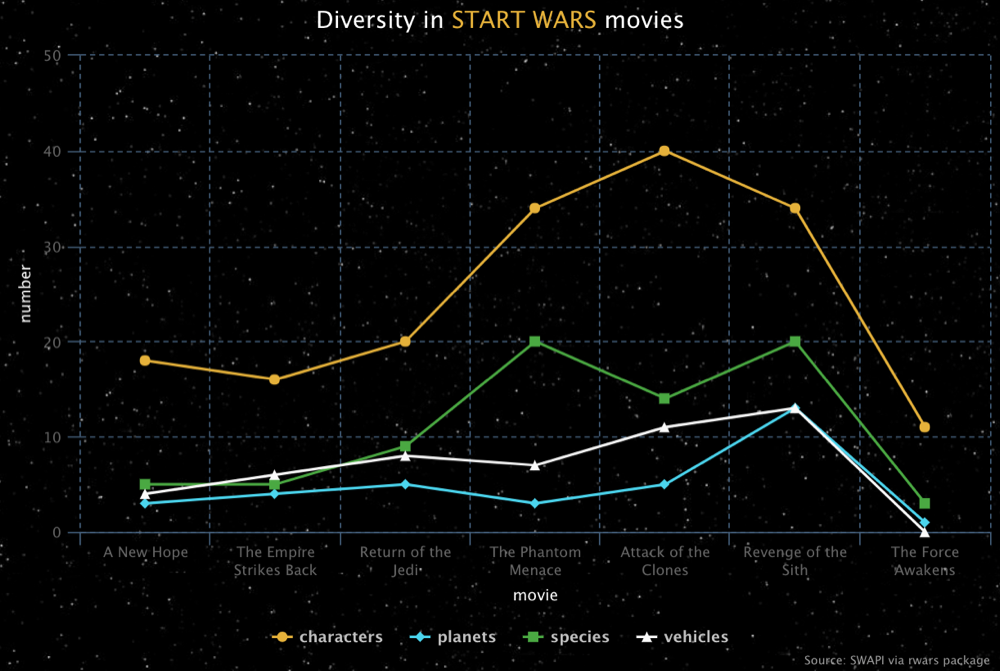 Diversity in START WARS movies
50
40
30
20
10
0
number
A New Hope
The Empire
Strikes Back
Return of the
Jedi
The Phantom
Menace
Attack of the
Clones
Revenge of the
Sith
The Force
Awakens
movie
characters planets species vehicles
Source: SWAPI via rwars package